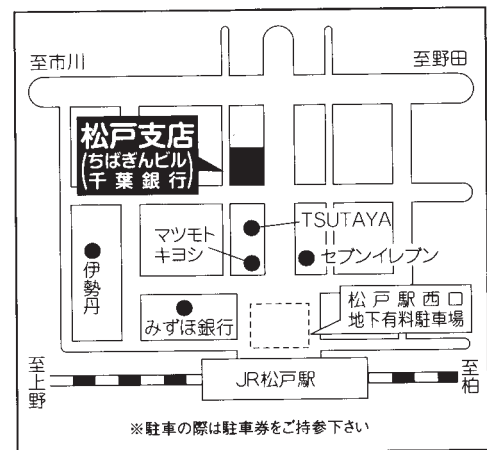 至市川
至野田
松戸支店
(ちばぎんビル)
(千葉銀行)
TSUTAYA
マツモト
キヨシ
セブンイレブン
伊勢丹
みずほ銀行
松戸駅西口
地下有料駐車場
至上野
JR松戸駅
至柏
※駐車の際は駐車券をご持参下さい